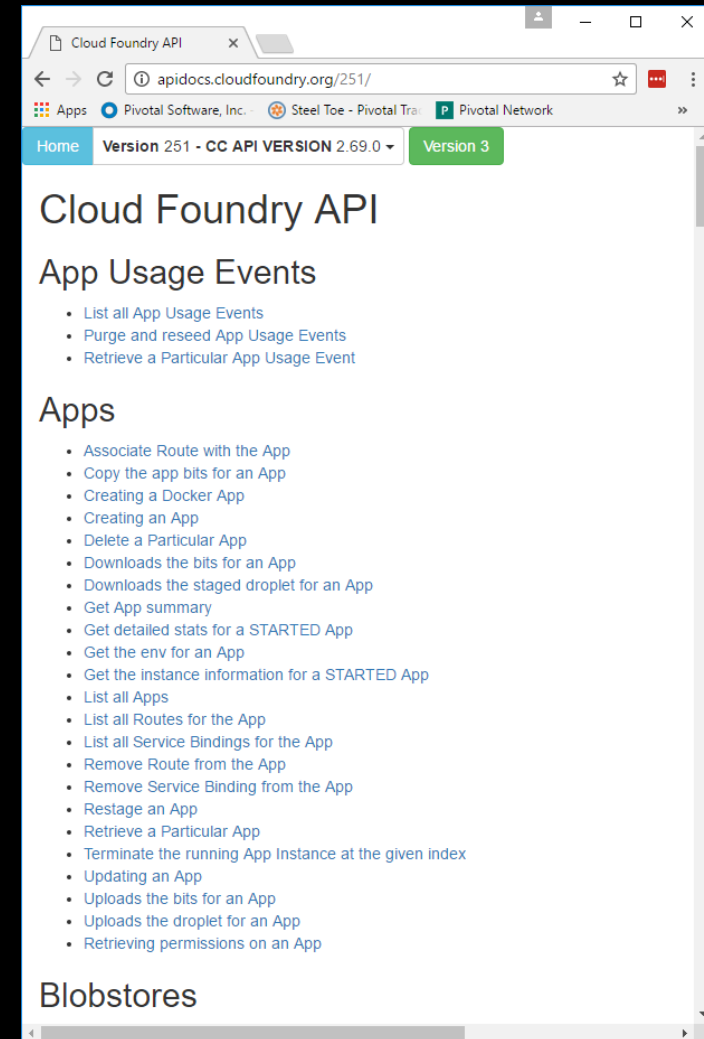 Cloud Foundry API
apidocs.cloudfoundry.org/251/
Apps Pivotal Software, Inc. - Steel Toe - Pivotal Tra P Pivotal Network »
Home Version 251 - CC API VERSION 2.69.0 Version 3
Cloud Foundry API
App Usage Events
• List all App Usage Events
• Purge and reseed App Usage Events
• Retrieve a Particular App Usage Event
Apps
• Associate Route with the App
• Copy the app bits for an App
• Creating a Docker App
• Creating an App
• Delete a Particular App
• Downloads the bits for an App
• Downloads the staged droplet for an App
• Get App summary
• Get detailed stats for a STARTED App
• Get the env for an App
• Get the instance information for a STARTED App
• List all Apps
• List all Routes for the App
• List all Service Bindings for the App
• Remove Route from the App
• Remove Service Binding from the App
• Restage an App
• Retrieve a Particular App
• Terminate the running App Instance at the given index
• Updating an App
• Uploads the bits for an App
• Uploads the droplet for an App
• Retrieving permissions on an App
Blobstores